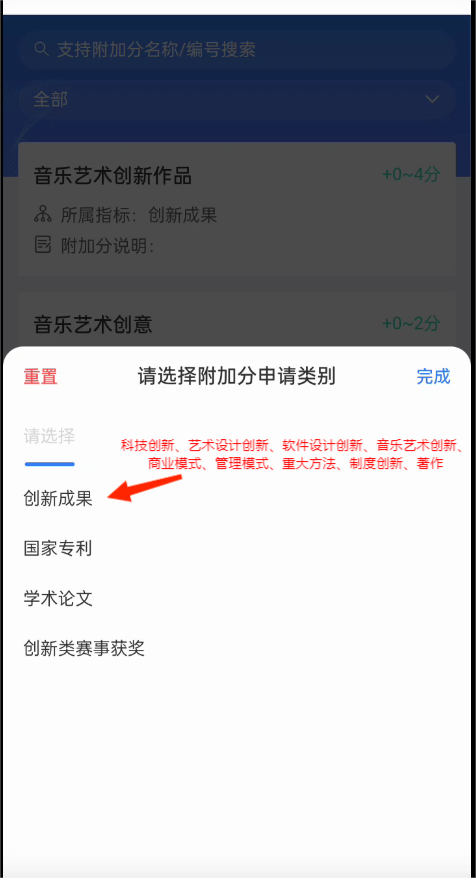 支持附加分名称/编号搜索
全部
音乐艺术创新作品 +0~4分
所属指标：创新成果
附加分说明：
音乐艺术创意 +0~2分
重置 请选择附加分申请类别 完成
请选择
科技创新、艺术设计创新、软件设计创新、音乐艺术创新、
商业模式、管理模式、重大方法、制度创新、著作
创新成果
国家专利
学术论文
创新类赛事获奖